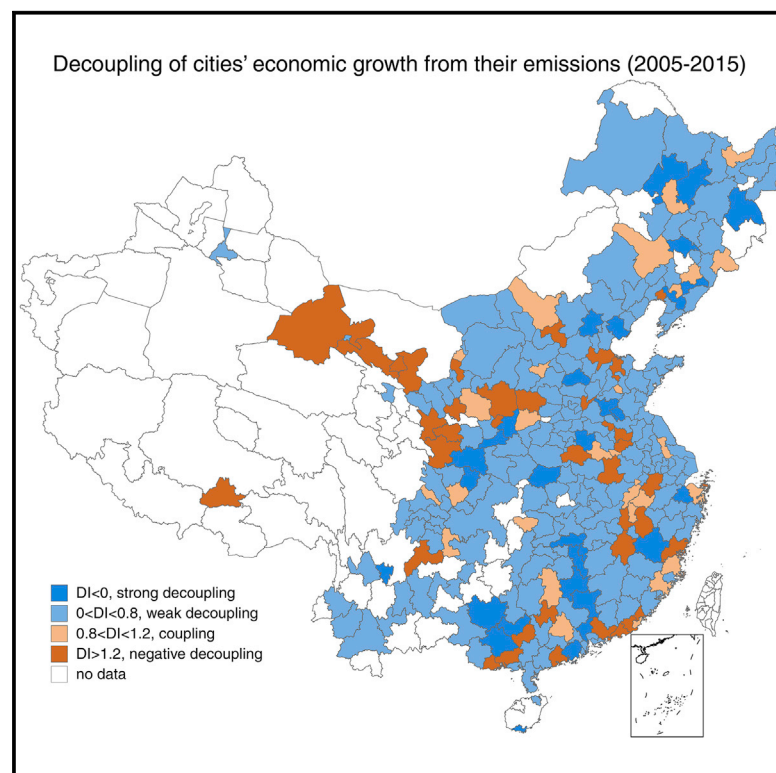 Decoupling of cities' economic growth from their emissions (2005-2015)
DI<0, strong decoupling
0<DI<0.8, weak decoupling
0.8<DI<1.2, coupling
DI>1.2, negative decoupling
no data